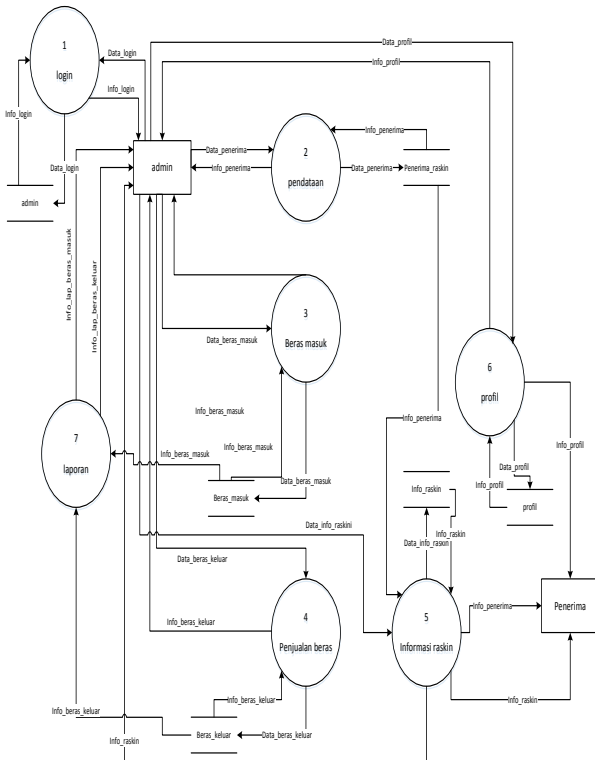 Data_profil
Info_profil
1
login
Data_login
Info_login
Info_login
Data_login
admin
admin
Data_penerima
Info_penerima
2
pendataan
Info_penerima
Data_penerima
Penerima_raskin
Info_lap_beras_masuk
Info_lap_beras_keluar
3
Beras masuk
Data_beras_masuk
6
profil
Info_beras_masuk
Info_beras_masuk
Info_penerima
7
laporan
Info_beras_masuk
Data_beras_masuk
Beras_masuk
Info_profil
Data_profil
Info_profil
profil
Info_raskin
Data_info_raskini
Info_raskin
Data_info_raskin
Data_beras_keluar
4
Penjualan beras
Info_beras_keluar
5
Informasi raskin
Info_penerima
Penerima
Info_raskin
Info_beras_keluar
Info_beras_keluar
Beras_keluar
Data_beras_keluar
Info_raskin